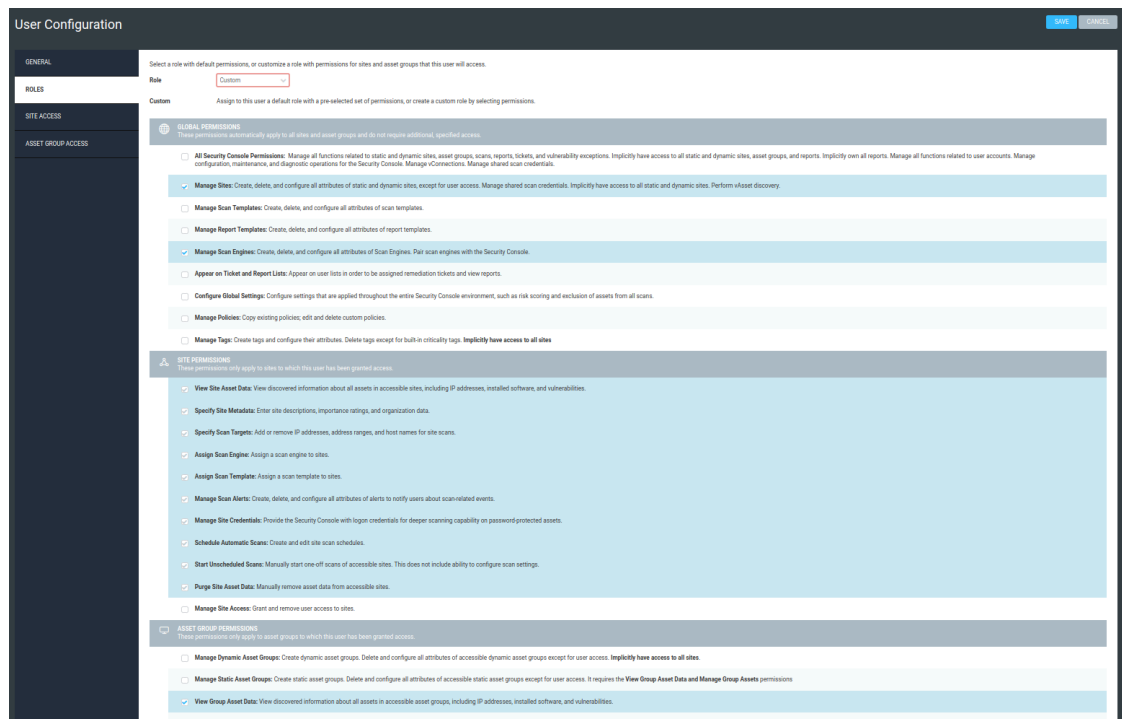 User Configuration
SAVE
CANCEL
GENERAL
ROLES
SITE ACCESS
ASSET GROUP ACCESS
Select a role with default permissions, or customize a role with permissions for sites and asset groups that this user will access.
Role
Custom
Custom
Assign to this user a default role with a pre-selected set of permissions, or create a custom role by selecting permissions.
GLOBAL PERMISSIONS
These permissions automatically apply to all sites and asset groups and do not require additional, specified access.
All Security Console Permissions: Manage all functions related to static and dynamic sites, asset groups, scans, reports, tickets, and vulnerability exceptions. Implicitly have access to all static and dynamic sites, asset groups, and reports. Implicitly own all reports. Manage all functions related to user accounts. Manage
configuration, maintenance, and diagnostic operations for the Security Console. Manage vConnections. Manage shared scan credentials.
Manage Sites: Create, delete, and configure all attributes of static and dynamic sites, except for user access. Manage shared scan credentials. Implicitly have access to all static and dynamic sites. Perform vAsset discovery.
Manage Scan Templates: Create, delete, and configure all attributes of scan templates.
Manage Report Templates: Create, delete, and configure all attributes of report templates.
Manage Scan Engines: Create, delete, and configure all attributes of Scan Engines. Pair scan engines with the Security Console.
Appear on Ticket and Report Lists: Appear on user lists in order to be assigned remediation tickets and view reports.
Configure Global Settings: Configure settings that are applied throughout the entire Security Console environment, such as risk scoring and exclusion of assets from all scans.
Manage Policies: Copy existing policies; edit and delete custom policies.
Manage Tags: Create tags and configure their attributes. Delete tags except for built-in criticality tags. Implicitly have access to all sites
SITE PERMISSIONS
These permissions only apply to sites to which this user has been granted access.
View Site Asset Data: View discovered information about all assets in accessible sites, including IP addresses, installed software, and vulnerabilities.
Specify Site Metadata: Enter site descriptions, importance ratings, and organization data.
Specify Scan Targets: Add or remove IP addresses, address ranges, and host names for site scans.
Assign Scan Engine: Assign a scan engine to sites.
Assign Scan Template: Assign a scan template to sites.
Manage Scan Alerts: Create, delete, and configure all attributes of alerts to notify users about scan-related events.
Manage Site Credentials: Provide the Security Console with logon credentials for deeper scanning capability on password-protected assets.
Schedule Automatic Scans: Create and edit site scan schedules.
Start Unscheduled Scans: Manually start one-off scans of accessible sites. This does not include ability to configure scan settings.
Purge Site Asset Data: Manually remove asset data from accessible sites.
Manage Site Access: Grant and remove user access to sites.
ASSET GROUP PERMISSIONS
These permissions only apply to asset groups to which this user has been granted access.
Manage Dynamic Asset Groups: Create dynamic asset groups. Delete and configure all attributes of accessible dynamic asset groups except for user access. Implicitly have access to all sites.
Manage Static Asset Groups: Create static asset groups. Delete and configure all attributes of accessible static asset groups except for user access. It requires the View Group Asset Data and Manage Group Assets permissions
View Group Asset Data: View discovered information about all assets in accessible asset groups, including IP addresses, installed software, and vulnerabilities.